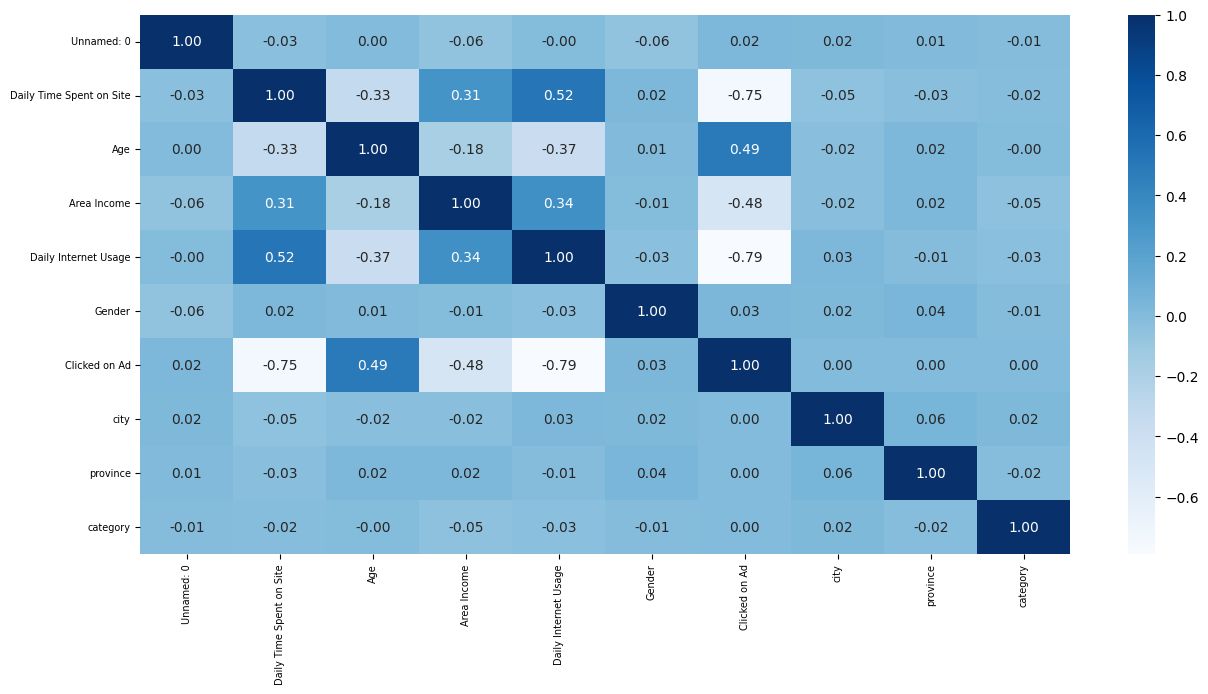 Unnamed: 0 1.00 -0.03 0.00 -0.06 -0.00 -0.06 0.02 0.02 0.01 -0.01
Daily Time Spent on Site -0.03 1.00 -0.33 0.31 0.52 0.02 -0.75 -0.05 -0.03 -0.02
Age 0.00 -0.33 1.00 -0.18 -0.37 0.01 0.49 -0.02 0.02 -0.00
Area Income -0.06 0.31 -0.18 1.00 0.34 -0.01 -0.48 -0.02 0.02 -0.05
Daily Internet Usage -0.00 0.52 -0.37 0.34 1.00 -0.03 -0.79 0.03 -0.01 -0.03
Gender -0.06 0.02 0.01 -0.01 -0.03 1.00 0.03 0.02 0.04 -0.01
Clicked on Ad 0.02 -0.75 0.49 -0.48 -0.79 0.03 1.00 0.00 0.00 0.00
city 0.02 -0.05 -0.02 -0.02 0.03 0.02 0.00 1.00 0.06 0.02
province 0.01 -0.03 0.02 0.02 -0.01 0.04 0.00 0.06 1.00 -0.02
category -0.01 -0.02 -0.00 -0.05 -0.03 -0.01 0.00 0.02 -0.02 1.00
Unnamed: 0
Daily Time Spent on Site
Age
Area Income
Daily Internet Usage
Gender
Clicked on Ad
city
province
category
1.0
0.8
0.6
0.4
0.2
0.0
−0.2
−0.4
−0.6